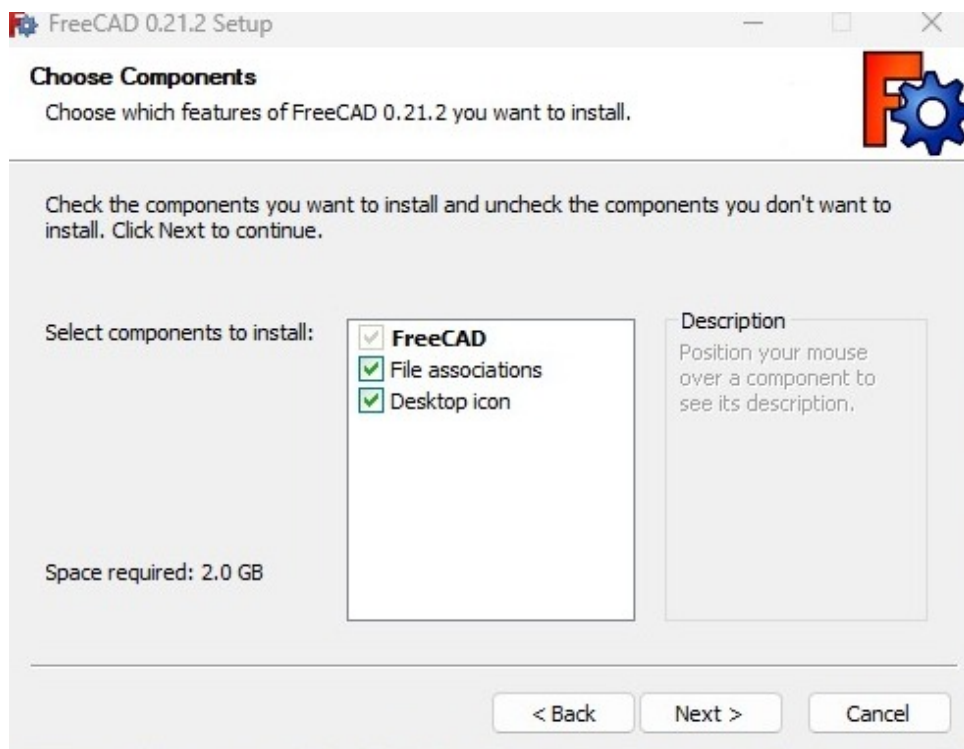 FreeCAD 0.21.2 Setup
Choose Components
Choose which features of FreeCAD 0.21.2 you want to install.
Check the components you want to install and uncheck the components you don't want to
install. Click Next to continue.
Select components to install:
FreeCAD
File associations
Desktop icon
Description
Position your mouse
over a component to
see its description.
Space required: 2.0 GB
< Back
Next >
Cancel